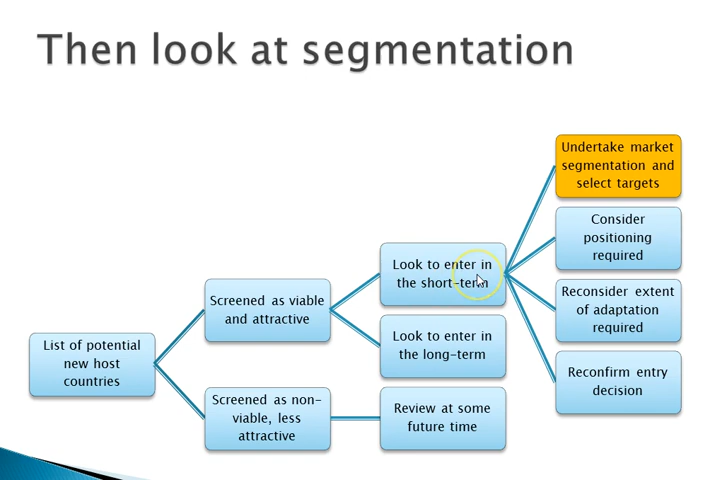 Then look at segmentation
List of potential
new host
countries
Screened as viable
and attractive
Screened as non-
viable, less
attractive
Look to enter in
the short-term
Look to enter in
the long-term
Review at some
future time
Undertake market
segmentation and
select targets
Consider
positioning
required
Reconsider extent
of adaptation
required
Reconfirm entry
decision